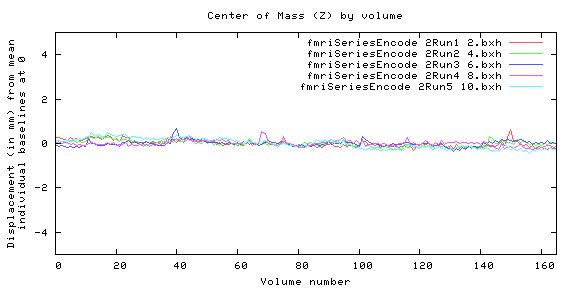 Center of Mass (Z) by volume
fmriSeriesEncode 2Run1 2.bxh
fmriSeriesEncode 2Run2 4.bxh
fmriSeriesEncode 2Run3 6.bxh
fmriSeriesEncode 2Run4 8.bxh
fmriSeriesEncode 2Run5 10.bxh
Displacement (in mm) from mean
individual baselines at 0
4
2
0
-2
-4
0 20 40 60 80 100 120 140 160
Volume number